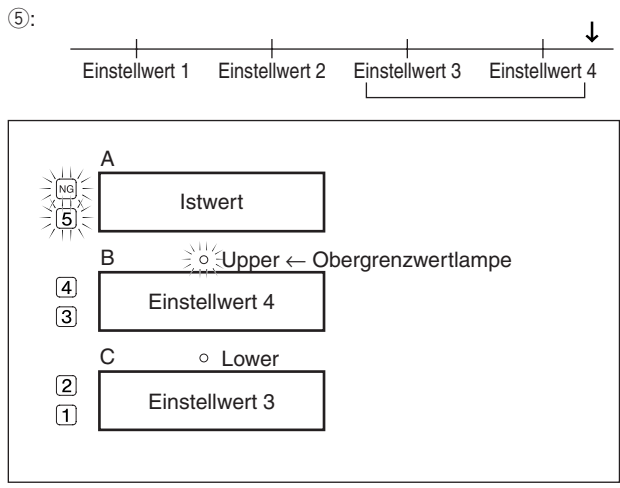 ⑤:
Einstellwert 1 Einstellwert 2 Einstellwert 3 Einstellwert 4
A
NG
5
Istwert
B
Upper ← Obergrenzwertlampe
4
3
Einstellwert 4
C
Lower
2
1
Einstellwert 3